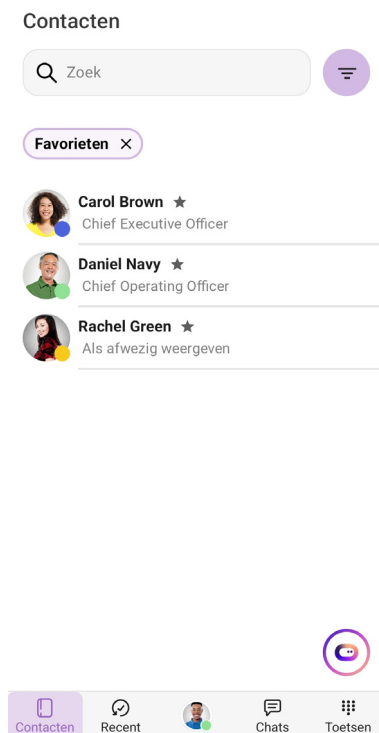 Contacten
Zoek
Favorieten
Carol Brown
Chief Executive Officer
Daniel Navy
Chief Operating Officer
Rachel Green
Als afwezig weergeven
Contacten
Recent
Chats
Toetsen